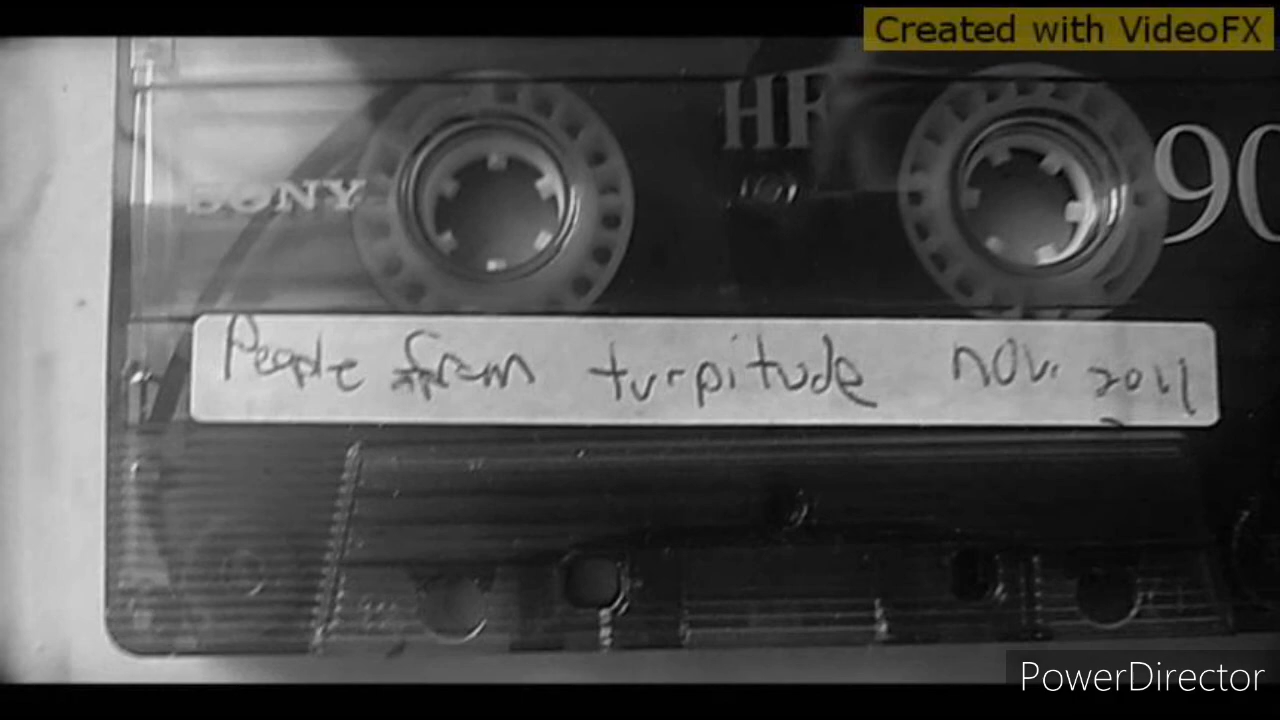 Created with VideoFX
HF
SONY
90
People from turpitude nov. 2011
PowerDirector